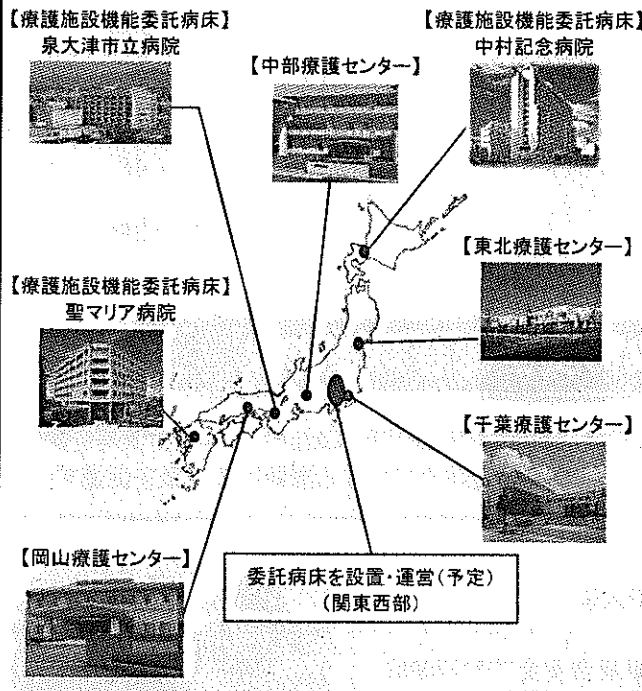 【療護施設機能委託病床】
泉大津市立病院
【療護施設機能委託病床】
中村記念病院
【中部療護センター】
【東北療護センター】
【療護施設機能委託病床】
聖マリア病院
【千葉療護センター】
【岡山療護センター】
委託病床を設置・運営(予定)
(関東西部)